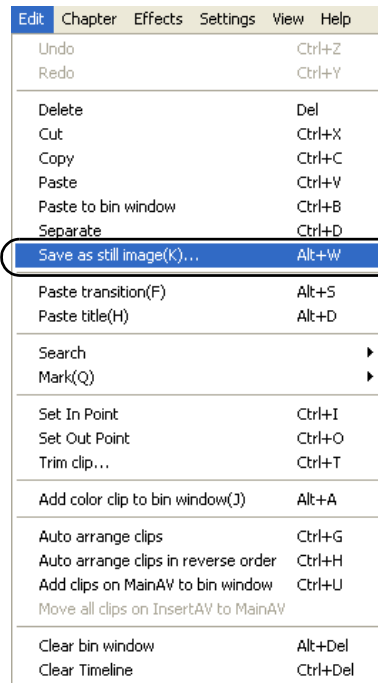 Edit Chapter Effects Settings View Help
Undo Ctrl+Z
Redo Ctrl+Y
Delete Del
Cut Ctrl+X
Copy Ctrl+C
Paste Ctrl+V
Paste to bin window Ctrl+B
Separate Ctrl+D
Save as still image(K)... Alt+W
Paste transition(F) Alt+S
Paste title(H) Alt+D
Search
Mark(Q)
Set In Point Ctrl+I
Set Out Point Ctrl+O
Trim clip... Ctrl+T
Add color clip to bin window(J) Alt+A
Auto arrange clips Ctrl+G
Auto arrange clips in reverse order Ctrl+H
Add clips on MainAV to bin window Ctrl+U
Move all clips on InsertAV to MainAV
Clear bin window Alt+Del
Clear Timeline Ctrl+Del